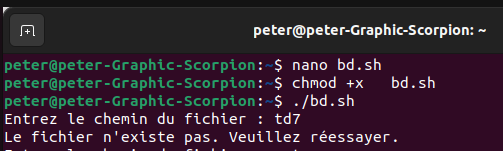 peter@peter-Graphic-Scorpion: ~
peter@peter-Graphic-Scorpion:~$ nano bd.sh
peter@peter-Graphic-Scorpion:~$ chmod +x   bd.sh
peter@peter-Graphic-Scorpion:~$ ./bd.sh
Entrez le chemin du fichier : td7
Le fichier n'existe pas. Veuillez réessayer.